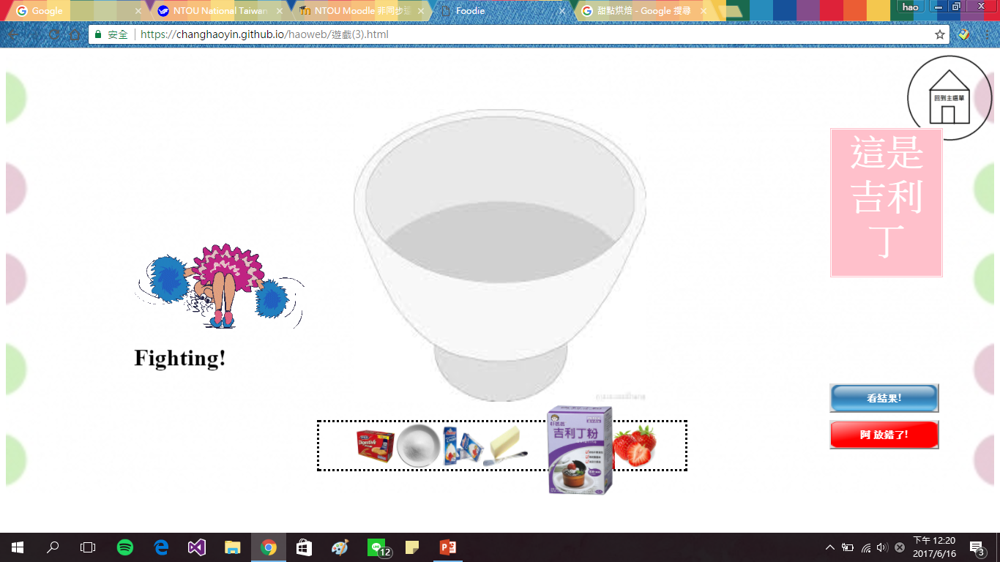 Google
NTOU National Taiwan
NTOU Moodle 非同步
Foodie
甜點烘焙 - Google 搜尋
hao
安全
https://changhaoyin.github.io/haoweb/遊戲(3).html
回到主選單
這是
吉利
丁
Fighting!
看結果!
阿 放錯了!
Digestive
吉利丁粉
12
下午 12:20
2017/6/16
3